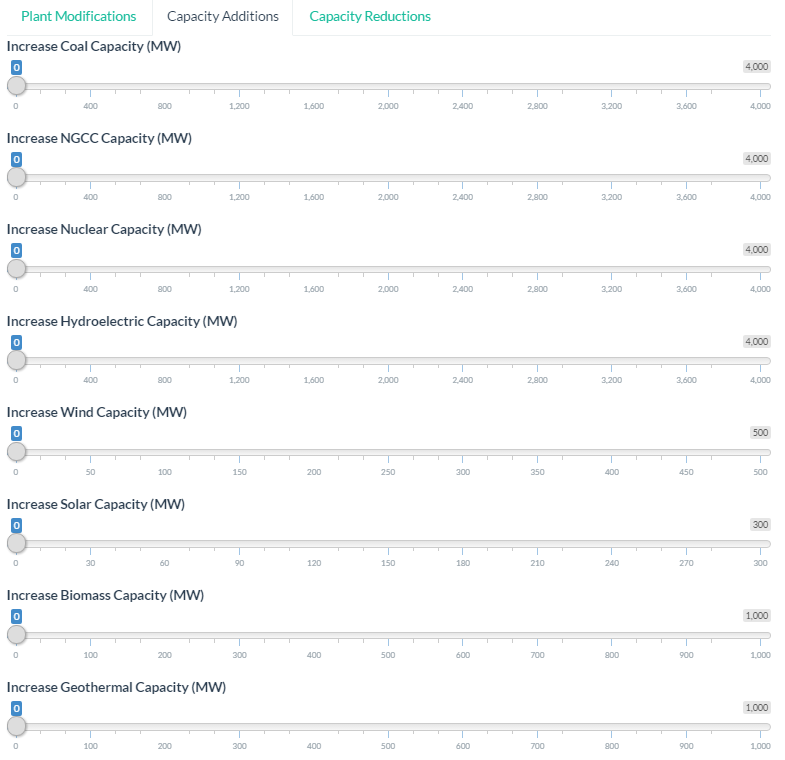 Plant Modifications Capacity Additions Capacity Reductions
Increase Coal Capacity (MW)
0 4,000
0 400 800 1,200 1,600 2,000 2,400 2,800 3,200 3,600 4,000
Increase NGCC Capacity (MW)
0 4,000
0 400 800 1,200 1,600 2,000 2,400 2,800 3,200 3,600 4,000
Increase Nuclear Capacity (MW)
0 4,000
0 400 800 1,200 1,600 2,000 2,400 2,800 3,200 3,600 4,000
Increase Hydroelectric Capacity (MW)
0 4,000
0 400 800 1,200 1,600 2,000 2,400 2,800 3,200 3,600 4,000
Increase Wind Capacity (MW)
0 500
0 50 100 150 200 250 300 350 400 450 500
Increase Solar Capacity (MW)
0 300
0 30 60 90 120 150 180 210 240 270 300
Increase Biomass Capacity (MW)
0 1,000
0 100 200 300 400 500 600 700 800 900 1,000
Increase Geothermal Capacity (MW)
0 1,000
0 100 200 300 400 500 600 700 800 900 1,000